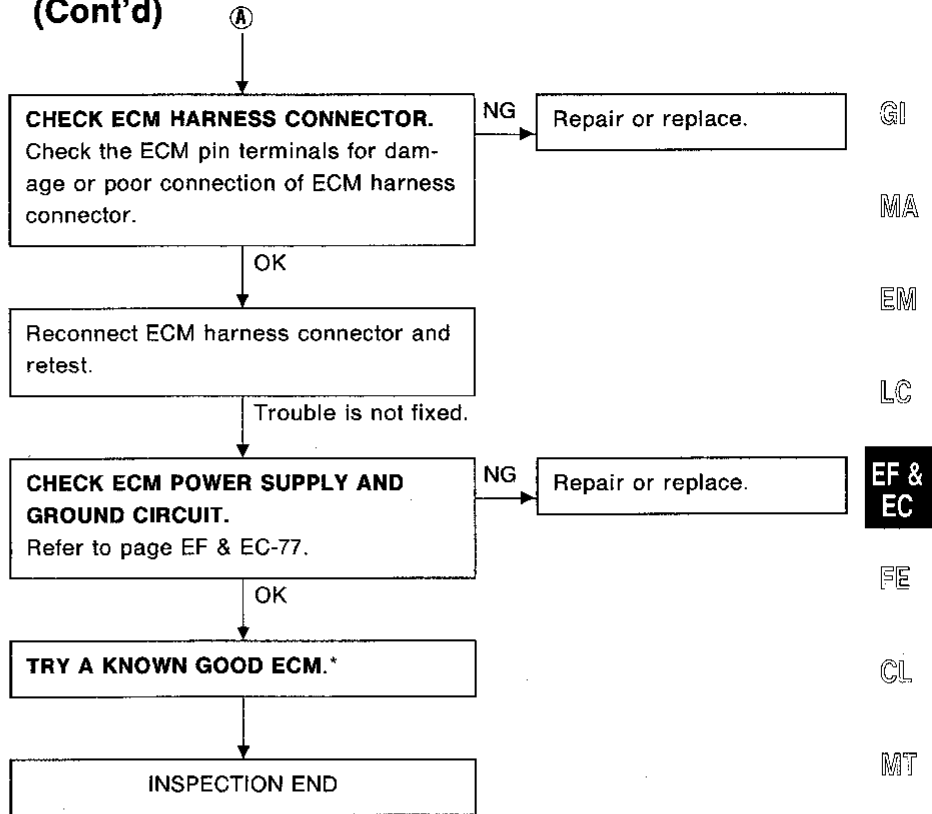 (Cont'd)
Ⓐ
CHECK ECM HARNESS CONNECTOR.
Check the ECM pin terminals for dam-
age or poor connection of ECM harness
connector.
NG
Repair or replace.
OK
Reconnect ECM harness connector and
retest.
Trouble is not fixed.
CHECK ECM POWER SUPPLY AND
GROUND CIRCUIT.
Refer to page EF & EC-77.
NG
Repair or replace.
OK
TRY A KNOWN GOOD ECM.*
INSPECTION END
GI
MA
EM
LC
EF &
EC
FE
CL
MT